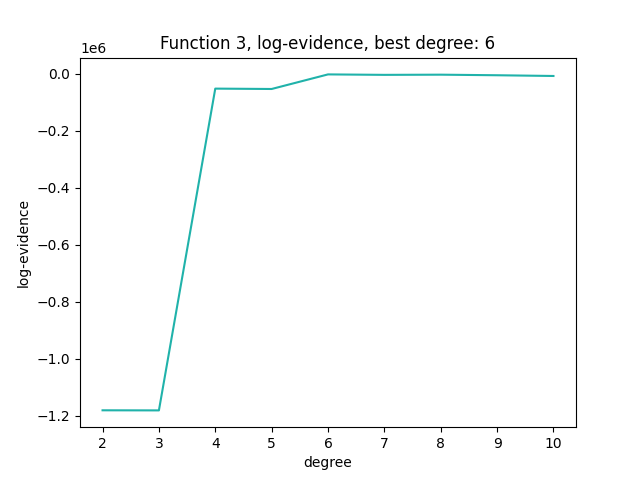 Function 3, log-evidence, best degree: 6
1e6
0.0
−0.2
−0.4
−0.6
−0.8
−1.0
−1.2
log-evidence
2 3 4 5 6 7 8 9 10
degree